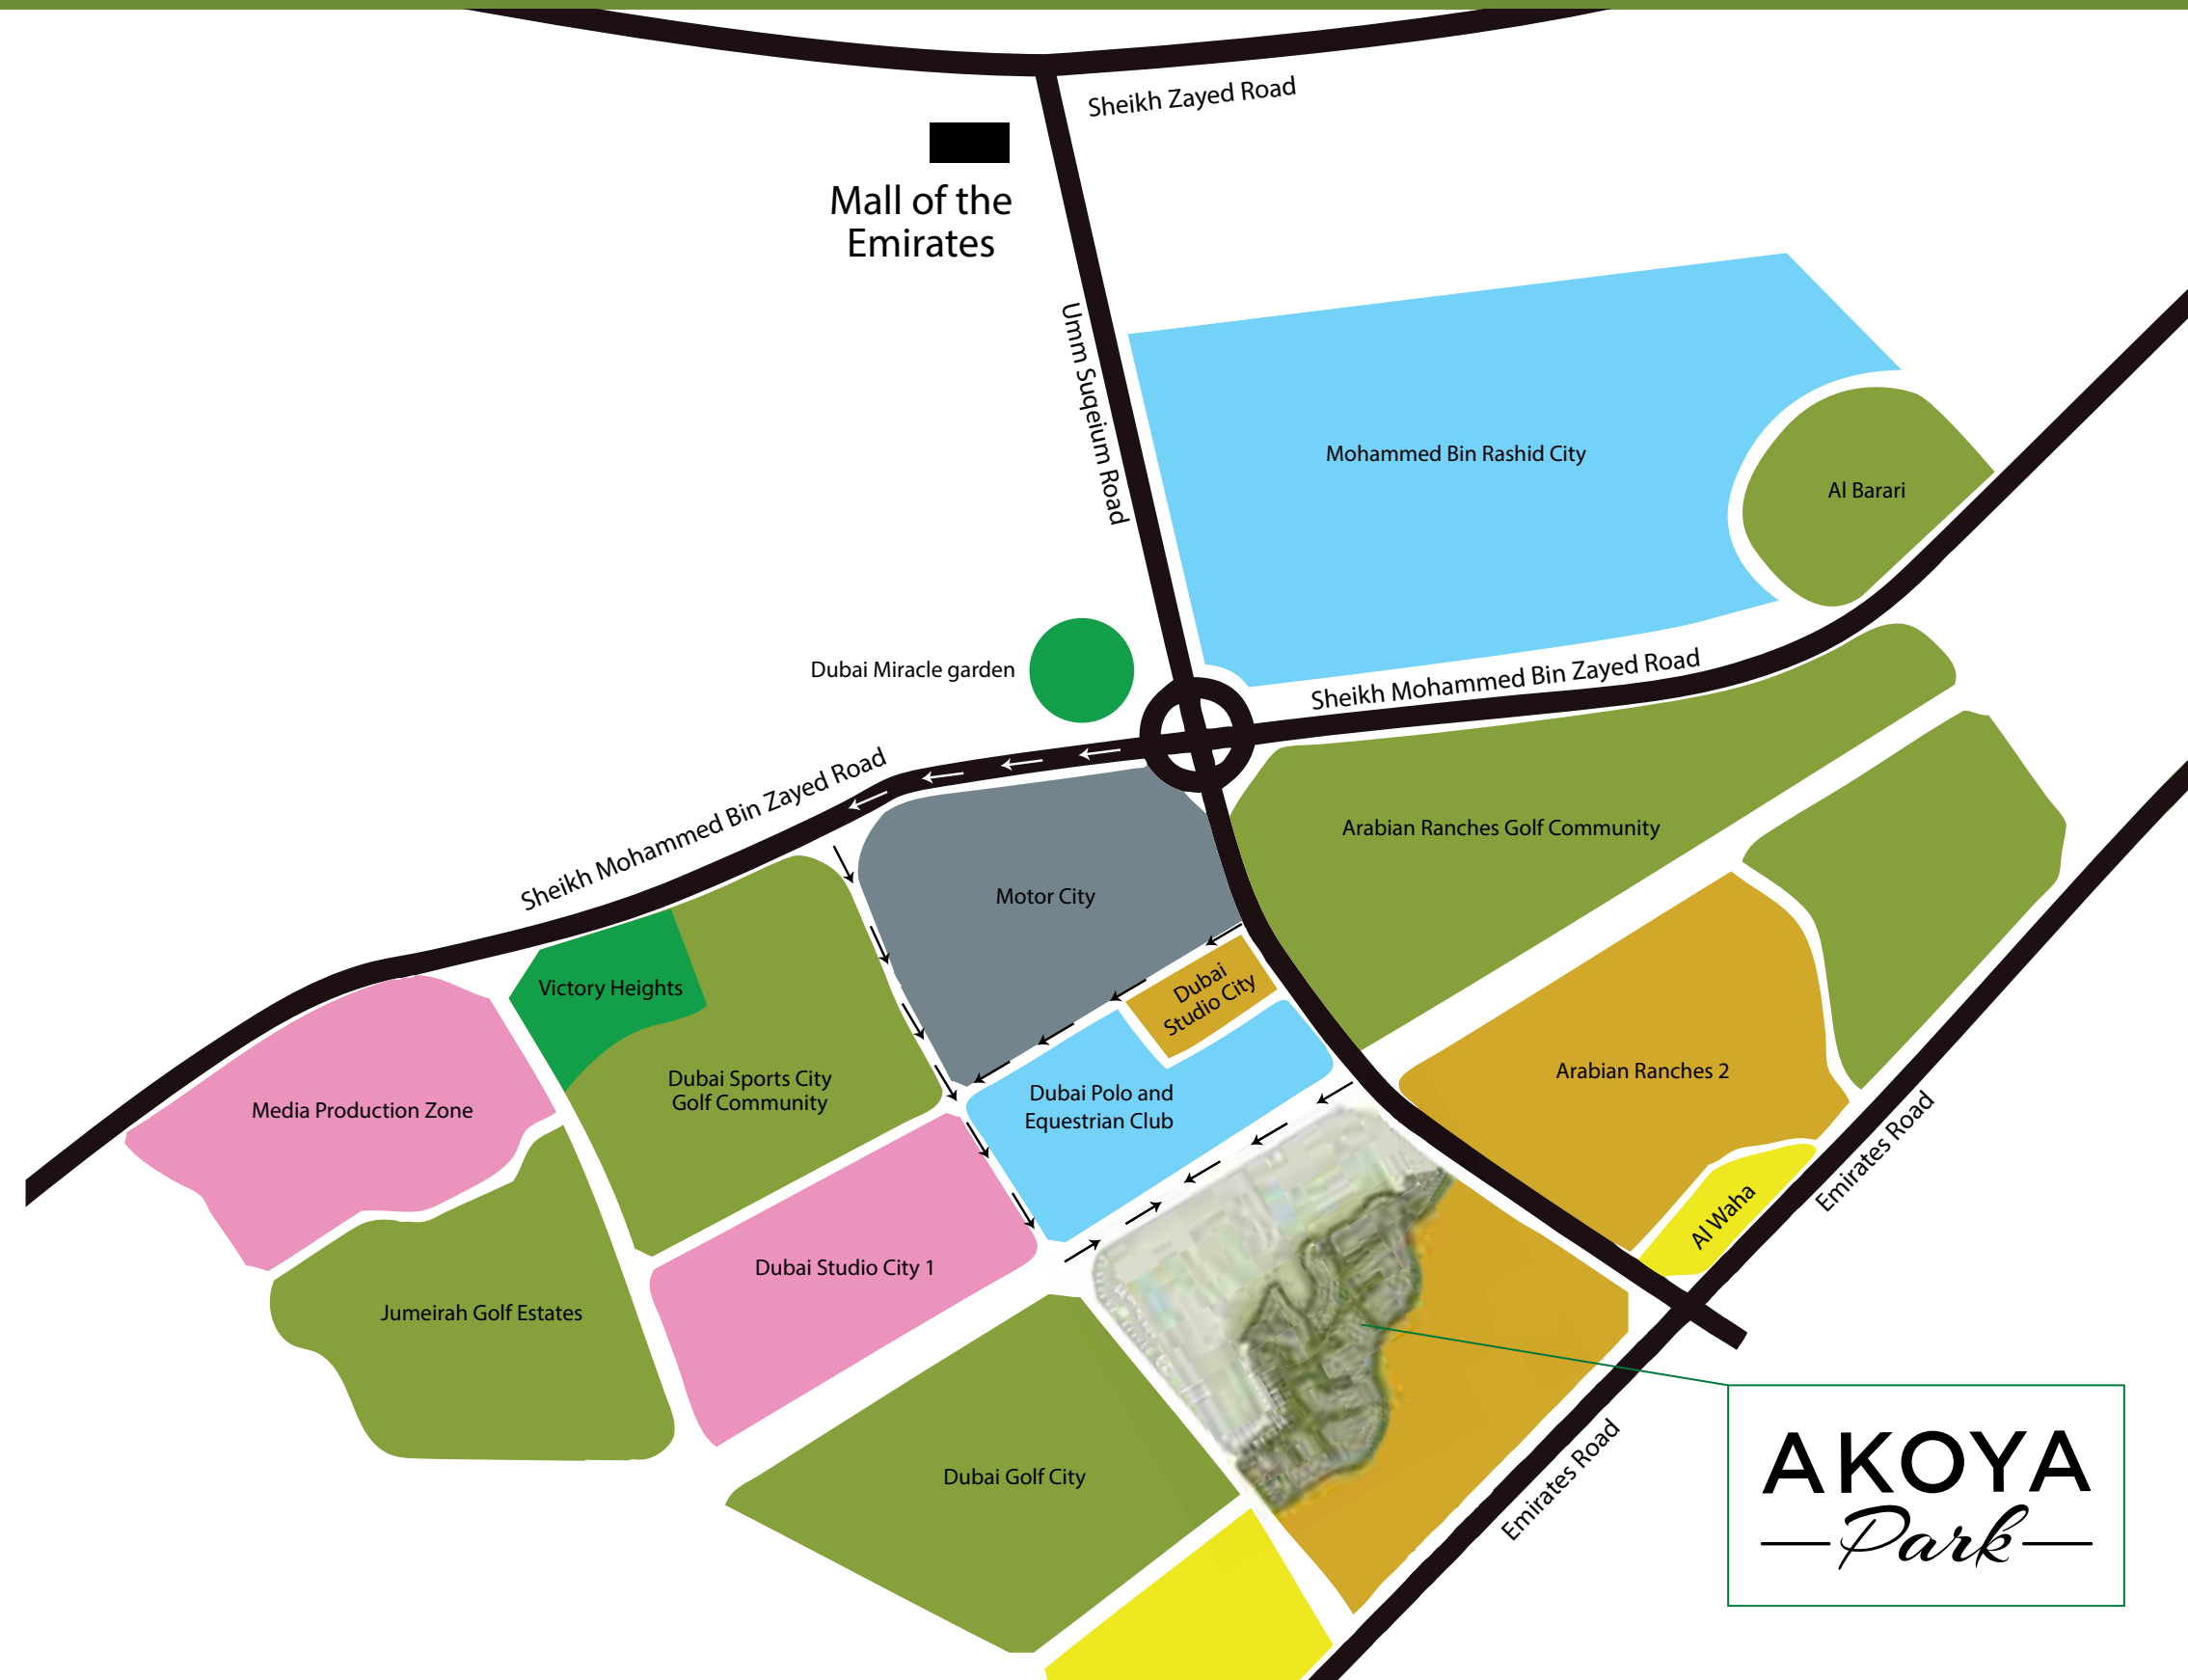 Sheikh Zayed Road
Mall of the
Emirates
Umm Suqeium Road
Mohammed Bin Rashid City
Al Barari
Dubai Miracle garden
Sheikh Mohammed Bin Zayed Road
Sheikh Mohammed Bin Zayed Road
Arabian Ranches Golf Community
Motor City
Victory Heights
Dubai
Studio City
Dubai Sports City
Golf Community
Media Production Zone
Dubai Polo and
Equestrian Club
Arabian Ranches 2
Emirates Road
Al Waha
Dubai Studio City 1
Jumeirah Golf Estates
Dubai Golf City
Emirates Road
AKOYA
Park